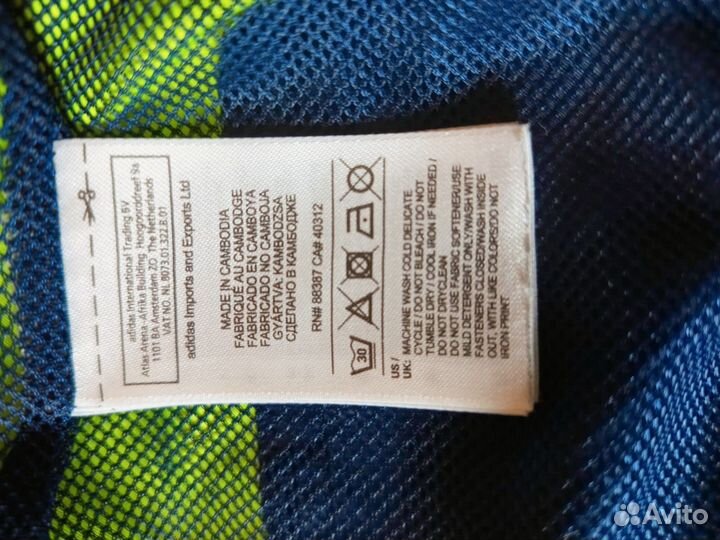 adidas International Trading BV
Atlas Arena -Afrika Building, Hoogoorddreef 9a
1101 BA Amsterdam ZO The Netherlands
VAT NO. NL 8073.01.322.B.01
adidas Imports and Exports Ltd
MADE IN CAMBODIA
FABRIQUÉ AU CAMBODGE
FABRICADO EN CAMBOYA
FABRICADO NO CAMBOJA
GYÁRTVA: KAMBODZSA
СДЕЛАНО В КАМБОДЖЕ
RN# 88387 CA# 40312
30
US /
UK: MACHINE WASH / COLD DELICATE
CYCLE / DO NOT BLEACH / DO NOT
TUMBLE DRY / COOL IRON IF NEEDED /
DO NOT DRYCLEAN
DO NOT USE FABRIC SOFTENER/USE
MILD DETERGENT ONLY/WASH WITH
FASTENERS CLOSED/WASH INSIDE
OUT, WITH LIKE COLORS/DO NOT
IRON PRINT
Avito